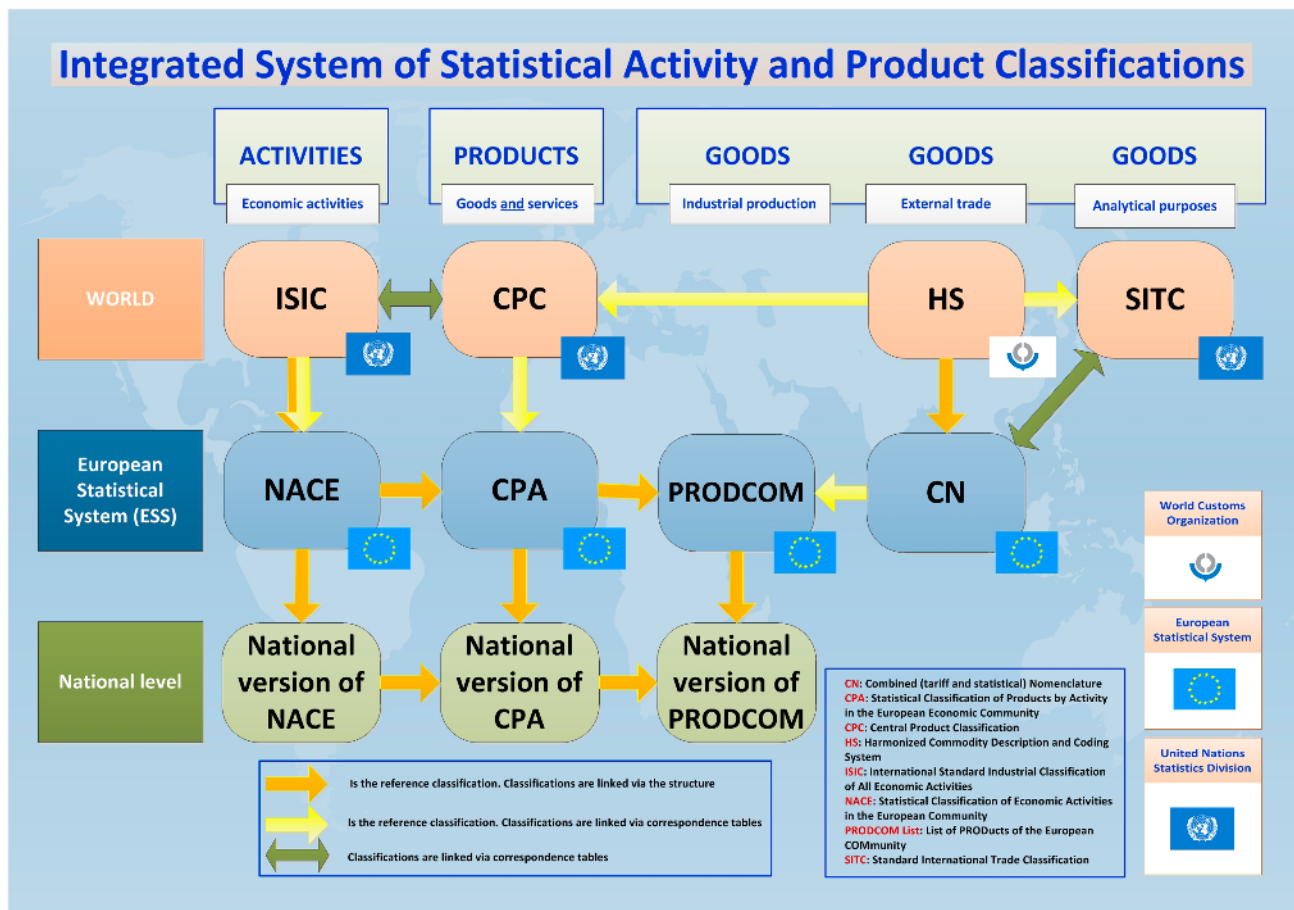 Integrated System of Statistical Activity and Product Classifications
ACTIVITIES
PRODUCTS
GOODS
GOODS
GOODS
Economic activities
Goods and services
Industrial production
External trade
Analytical purposes
WORLD
ISIC
CPC
HS
SITC
European
Statistical
System (ESS)
NACE
CPA
PRODCOM
CN
National level
National
version of
NACE
National
version of
CPA
National
version of
PRODCOM
Is the reference classification. Classifications are linked via the structure
Is the reference classification. Classifications are linked via correspondence tables
Classifications are linked via correspondence tables
CN: Combined (tariff and statistical) Nomenclature
CPA: Statistical Classification of Products by Activity
in the European Economic Community
CPC: Central Product Classification
HS: Harmonized Commodity Description and Coding
System
ISIC: International Standard Industrial Classification
of All Economic Activities
NACE: Statistical Classification of Economic Activities
in the European Community
PRODCOM List: List of PRODucts of the European
COMmunity
SITC: Standard International Trade Classification
World Customs
Organization
European
Statistical System
United Nations
Statistics Division